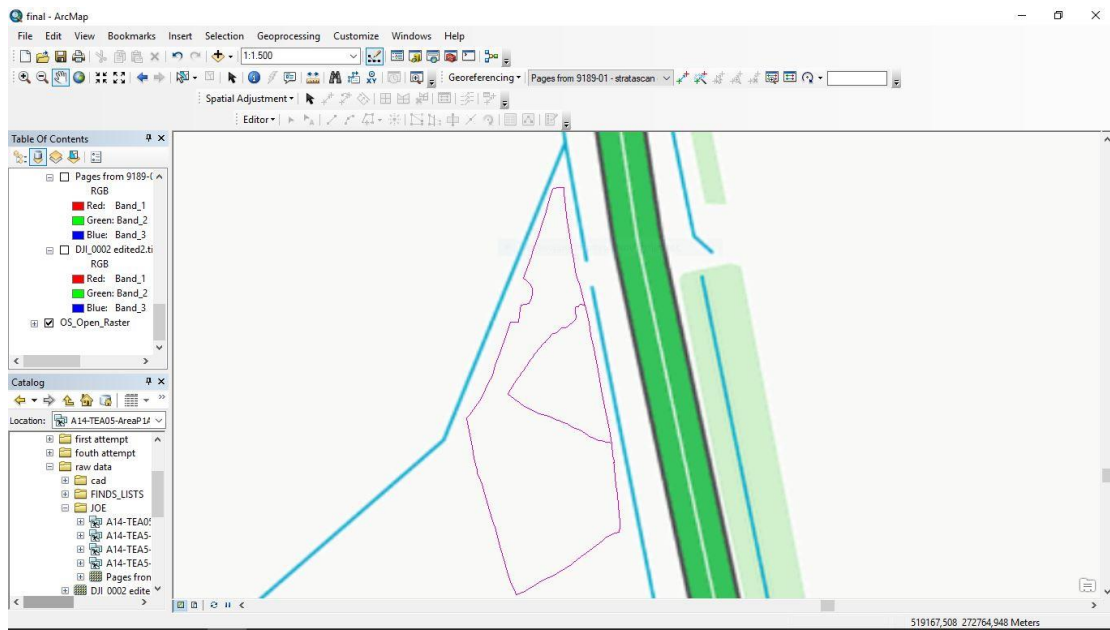 final - ArcMap
File Edit View Bookmarks Insert Selection Geoprocessing Customize Windows Help
1:1.500
Georeferencing Pages from 9189-01 - stratascan
Spatial Adjustment
Editor
Table Of Contents
Pages from 9189-(
RGB
Red: Band_1
Green: Band_2
Blue: Band_3
DJI_0002 edited2.ti
RGB
Red: Band_1
Green: Band_2
Blue: Band_3
OS_Open_Raster
Catalog
Location: A14-TEA05-AreaP1A
first attempt
fouth attempt
raw data
cad
FINDS_LISTS
JOE
A14-TEA05
A14-TEA5-
A14-TEA5-
A14-TEA5-
Pages fron
DJI 0002 edite
519167,508 272764,948 Meters